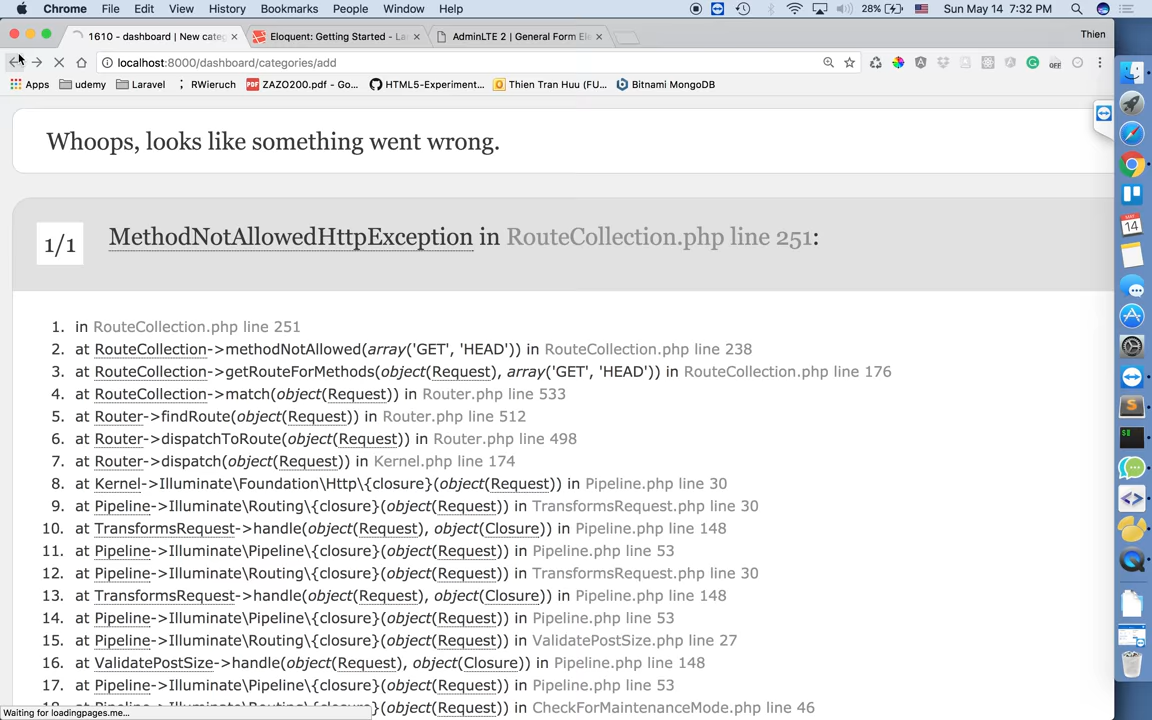 Chrome File Edit View History Bookmarks People Window Help 28% Sun May 14 7:32 PM
1610 - dashboard | New categ × Eloquent: Getting Started - La × AdminLTE 2 | General Form Ele × Thien
localhost:8000/dashboard/categories/add
Apps udemy Laravel RWieruch ZAZO200.pdf - Go... HTML5-Experiment... Thien Tran Huu (FU... Bitnami MongoDB
Whoops, looks like something went wrong.
1/1 MethodNotAllowedHttpException in RouteCollection.php line 251:
1. in RouteCollection.php line 251
2. at RouteCollection->methodNotAllowed(array('GET', 'HEAD')) in RouteCollection.php line 238
3. at RouteCollection->getRouteForMethods(object(Request), array('GET', 'HEAD')) in RouteCollection.php line 176
4. at RouteCollection->match(object(Request)) in Router.php line 533
5. at Router->findRoute(object(Request)) in Router.php line 512
6. at Router->dispatchToRoute(object(Request)) in Router.php line 498
7. at Router->dispatch(object(Request)) in Kernel.php line 174
8. at Kernel->Illuminate\Foundation\Http\{closure}(object(Request)) in Pipeline.php line 30
9. at Pipeline->Illuminate\Routing\{closure}(object(Request)) in TransformsRequest.php line 30
10. at TransformsRequest->handle(object(Request), object(Closure)) in Pipeline.php line 148
11. at Pipeline->Illuminate\Pipeline\{closure}(object(Request)) in Pipeline.php line 53
12. at Pipeline->Illuminate\Routing\{closure}(object(Request)) in TransformsRequest.php line 30
13. at TransformsRequest->handle(object(Request), object(Closure)) in Pipeline.php line 148
14. at Pipeline->Illuminate\Pipeline\{closure}(object(Request)) in Pipeline.php line 53
15. at Pipeline->Illuminate\Routing\{closure}(object(Request)) in ValidatePostSize.php line 27
16. at ValidatePostSize->handle(object(Request), object(Closure)) in Pipeline.php line 148
17. at Pipeline->Illuminate\Pipeline\{closure}(object(Request)) in Pipeline.php line 53
18. at Pipeline->Illuminate\Routing\{closure}(object(Request)) in CheckForMaintenanceMode.php line 46
Waiting for loadingpages.me...